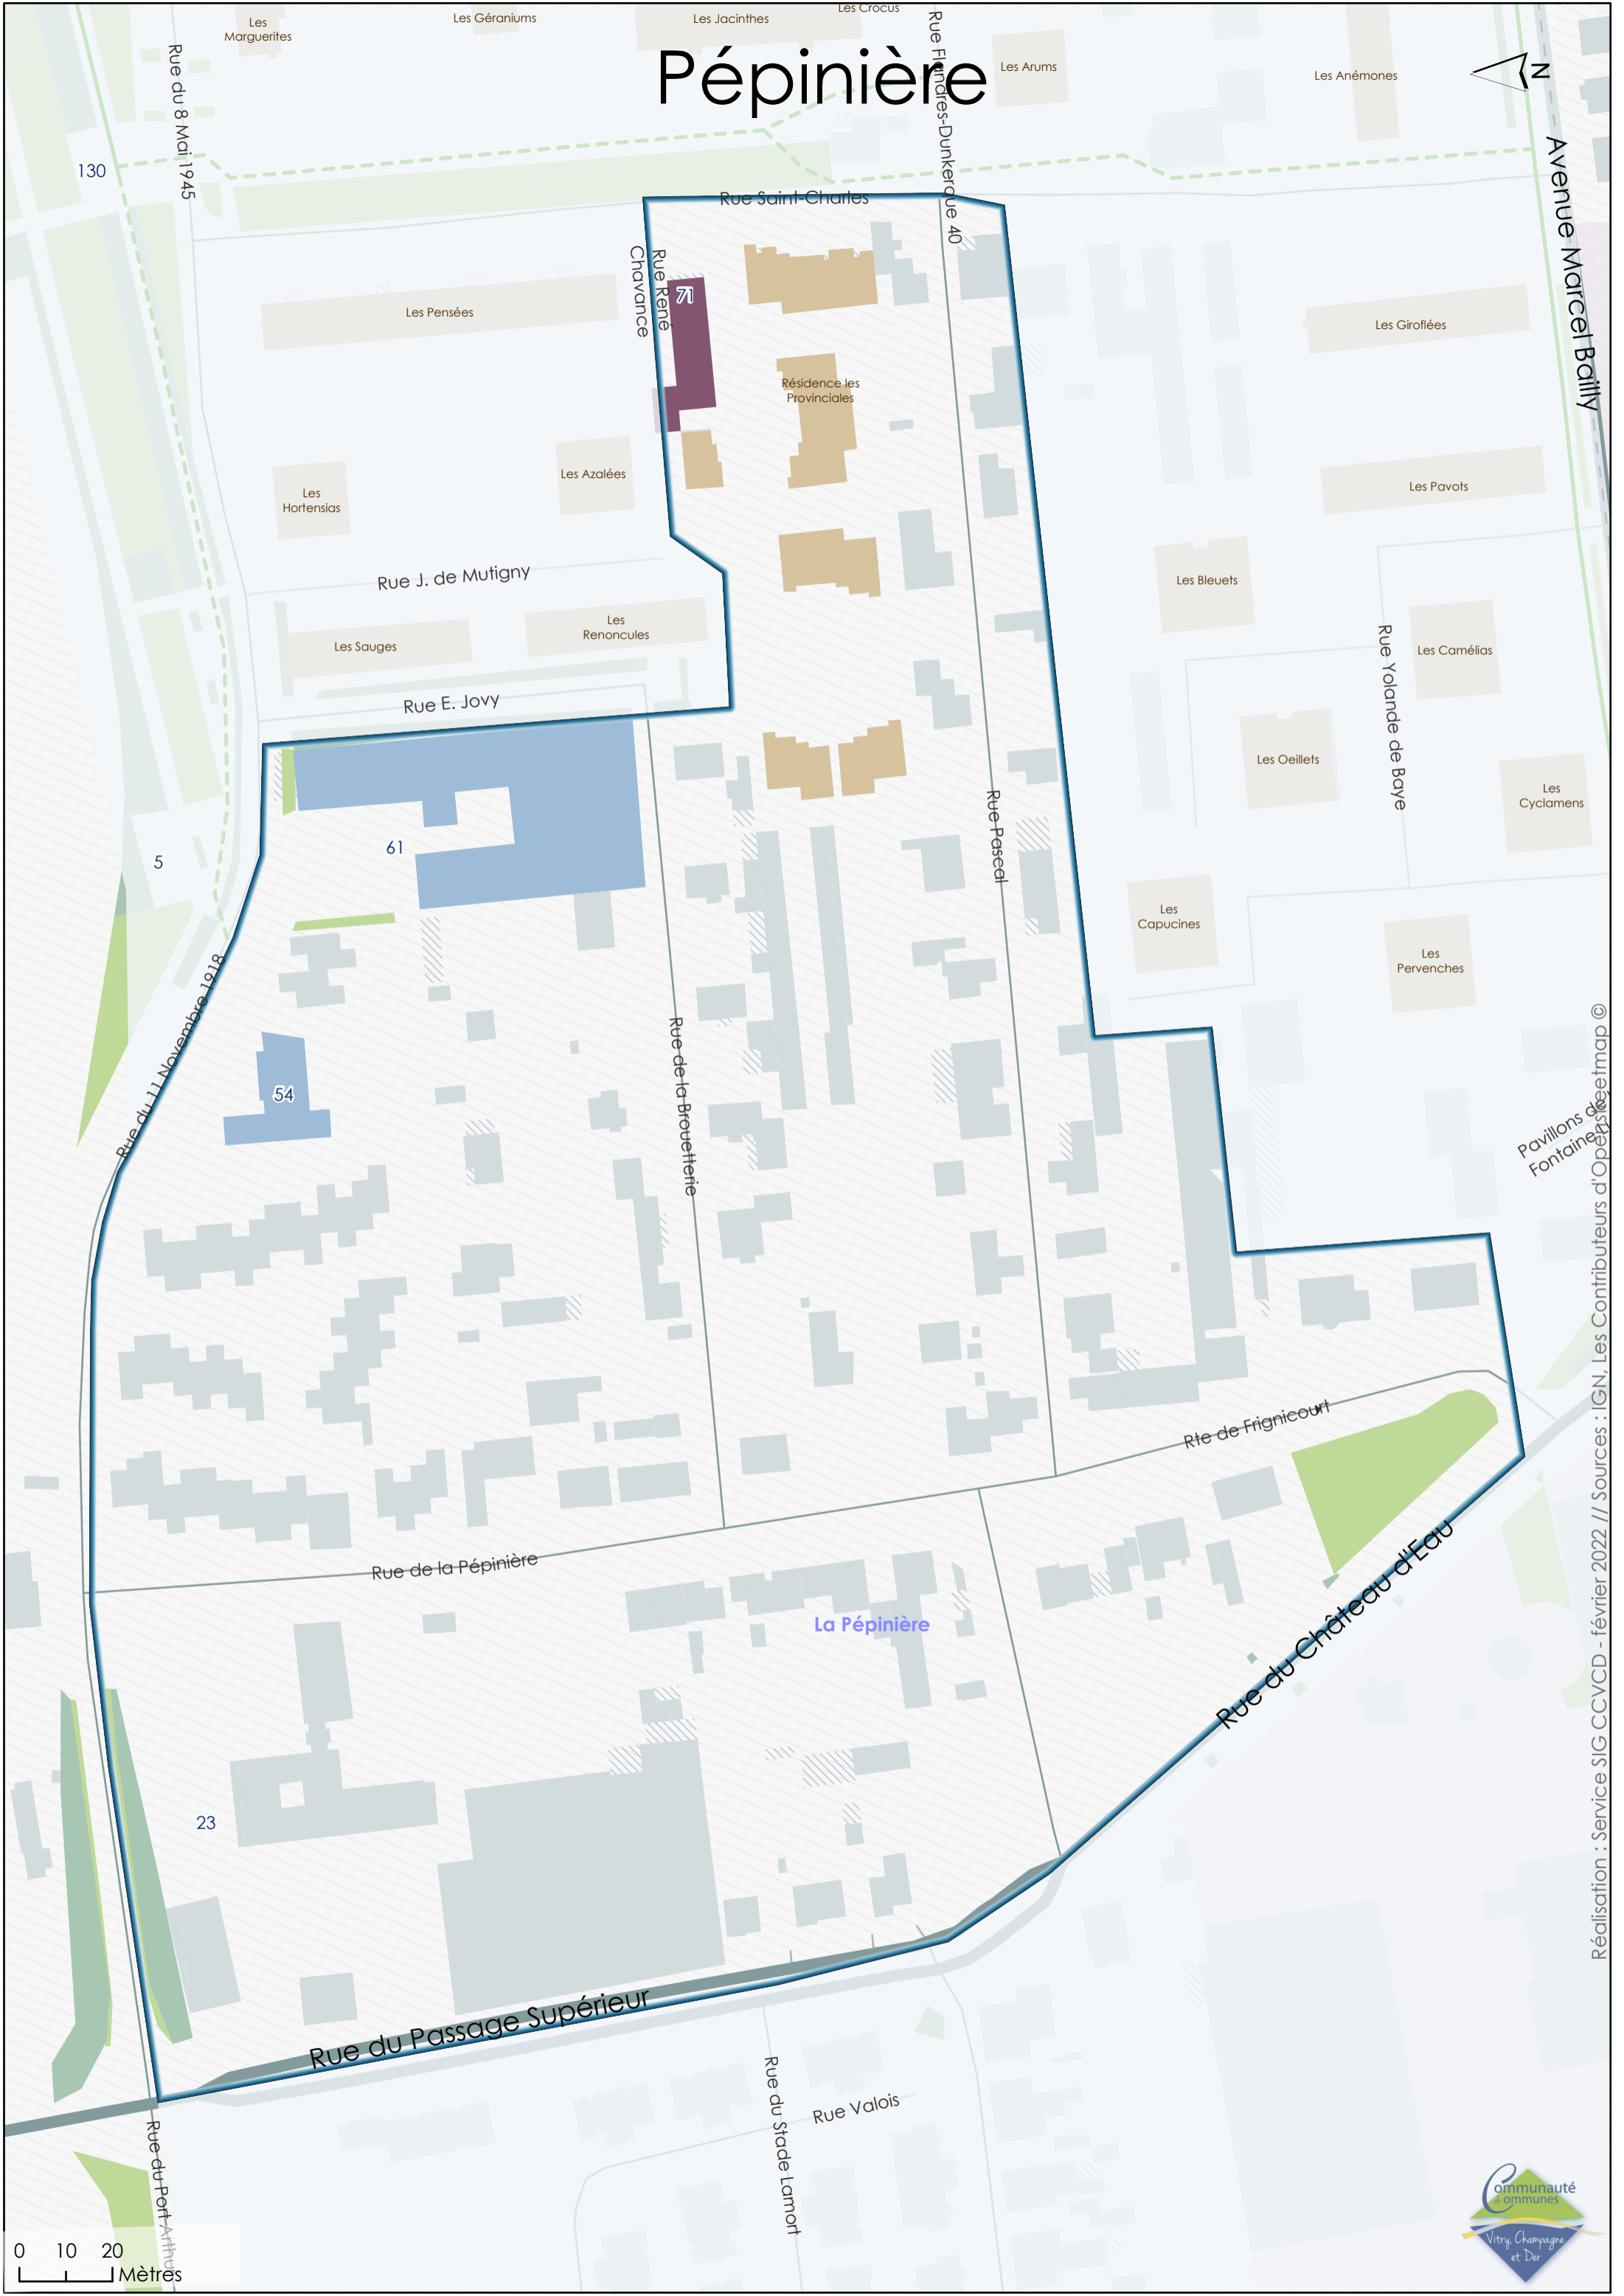 Les
Marguerites
Les Géraniums
Les Jacinthes
Les Crocus
Pépinière
Les Arums
Les Anémones
N
Rue du 8 Mai 1945
130
Rue Flandres-Dunkerque 40
Avenue Marcel Bailly
Rue Saint-Charles
Rue René
Chavance
71
Les Pensées
Les Giroflées
Résidence les
Provinciales
Les
Hortensias
Les Azalées
Les Pavots
Rue J. de Mutigny
Les Bleuets
Les Sauges
Les
Renoncules
Les Camélias
Rue Yolande de Baye
Rue E. Jovy
Les Oeillets
Les
Cyclamens
5
61
Rue Pascal
Les
Capucines
Les
Pervenches
Rue du 11 Novembre 1918
54
Rue de la Brouetterie
Pavillons de
Rte de Frignicourt
Rue de la Pépinière
La Pépinière
Rue du Château d'Eau
23
Rue du Passage Supérieur
Rue du Stade Lamort
Rue Valois
Rue du Port Arthur
0 10 20
Mètres
Réalisation : Service SIG CCVCD - février 2022 // Sources : IGN, Les Contributeurs d'Openstreetmap ©
Communauté
de ommunes
Vitry, Champagne
et Der